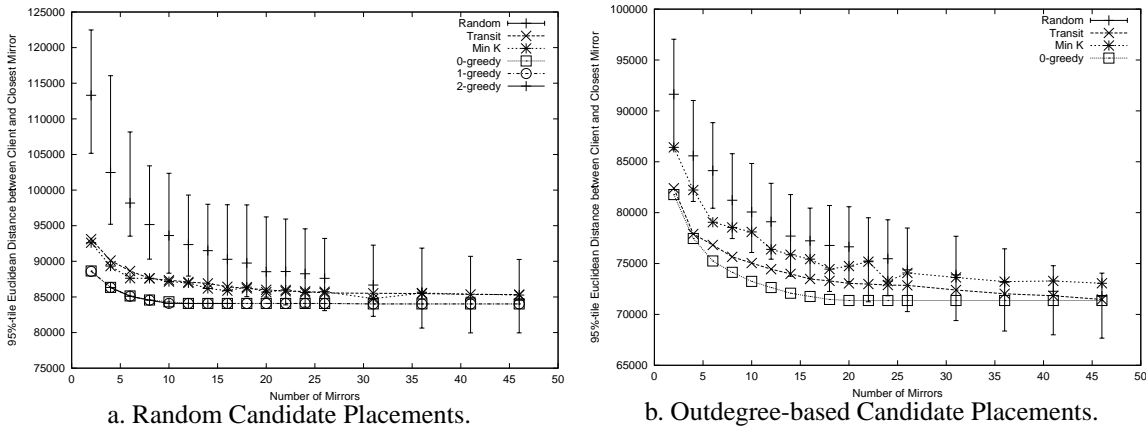 95%-tile Euclidean Distance between Client and Closest Mirror
125000
120000
115000
110000
105000
100000
95000
90000
85000
80000
75000
0 5 10 15 20 25 30 35 40 45 50
Number of Mirrors
Random
Transit
Min K
0-greedy
1-greedy
2-greedy
a. Random Candidate Placements.
95%-tile Euclidean Distance between Client and Closest Mirror
100000
95000
90000
85000
80000
75000
70000
65000
0 5 10 15 20 25 30 35 40 45 50
Number of Mirrors
Random
Transit
Min K
0-greedy
b. Outdegree-based Candidate Placements.